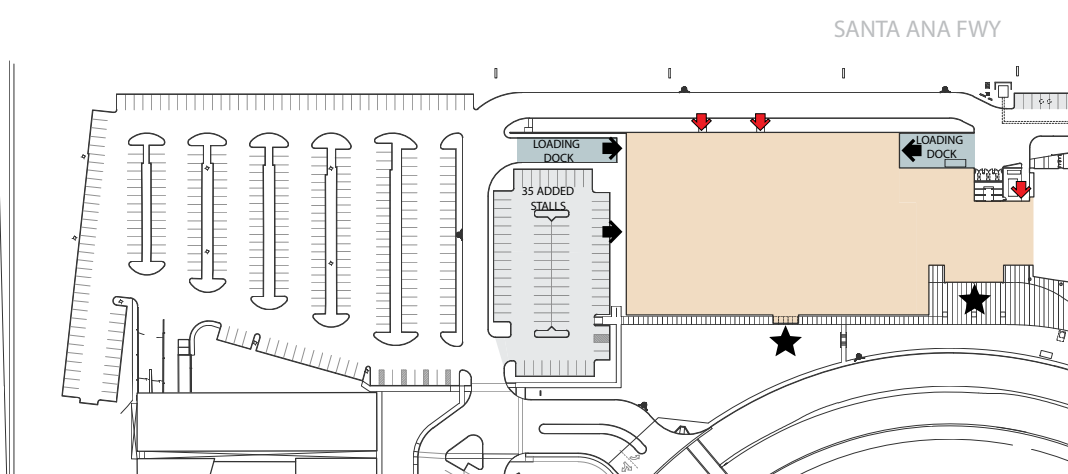 SANTA ANA FWY
LOADING
DOCK
LOADING
DOCK
35 ADDED
STALLS